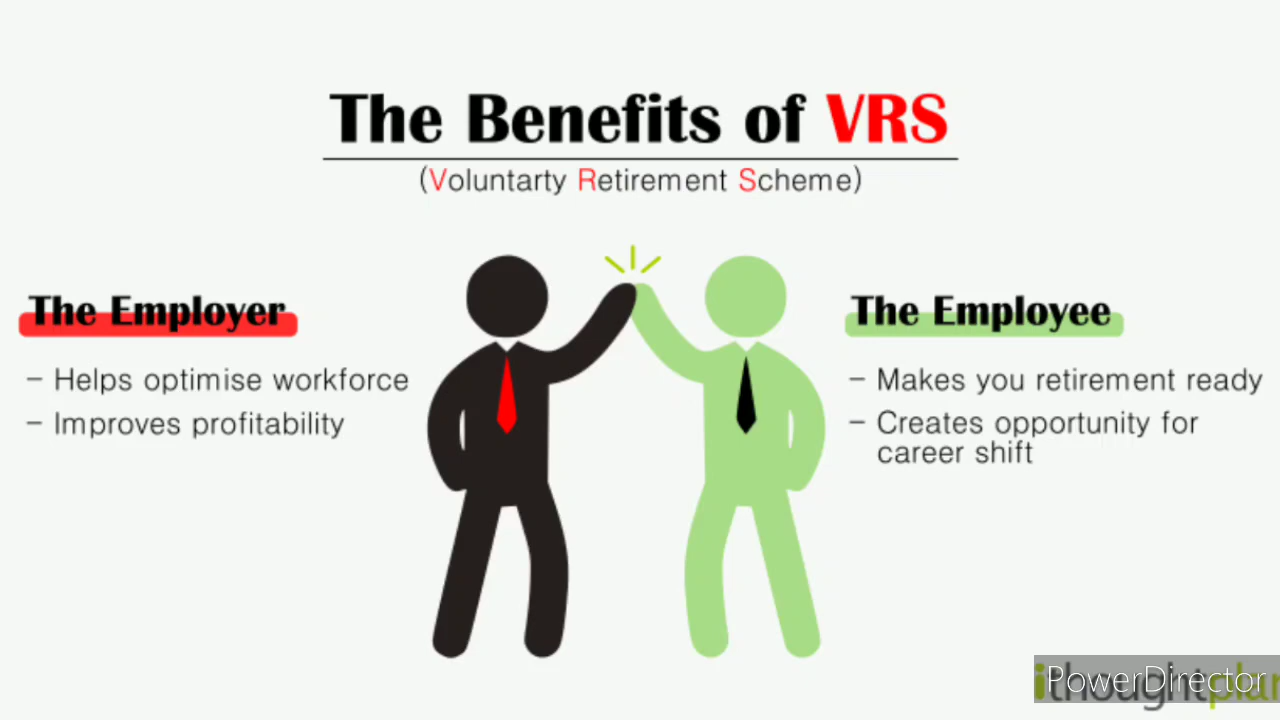 The Benefits of VRS
(Voluntarty Retirement Scheme)
The Employer
– Helps optimise workforce
– Improves profitability
The Employee
– Makes you retirement ready
– Creates opportunity for
career shift
ithoughtplan
PowerDirector